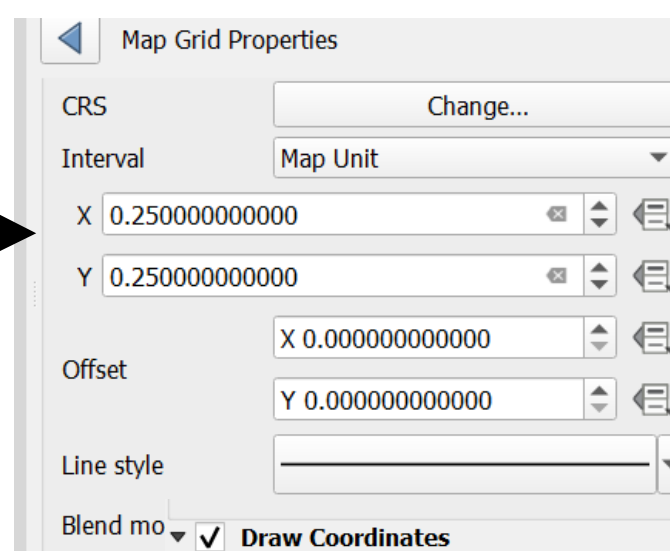 Map Grid Properties
CRS Change...
Interval Map Unit
X 0.250000000000
Y 0.250000000000
Offset
X 0.000000000000
Y 0.000000000000
Line style
Blend mo
Draw Coordinates